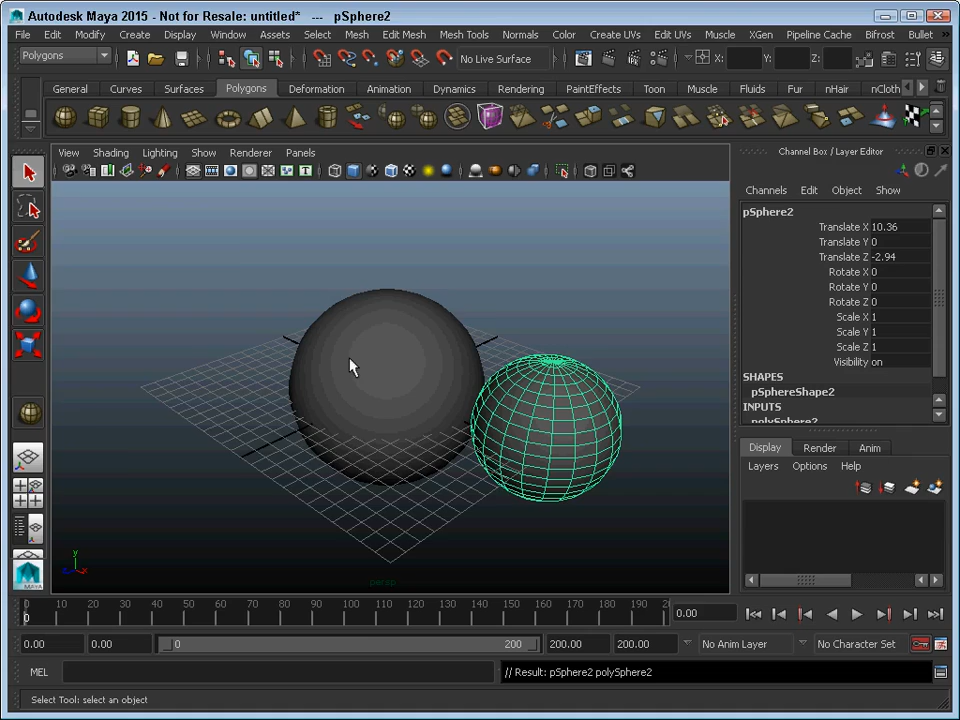 Autodesk Maya 2015 - Not for Resale: untitled*   ---   pSphere2
File Edit Modify Create Display Window Assets Select Mesh Edit Mesh Mesh Tools Normals Color Create UVs Edit UVs Muscle XGen Pipeline Cache Bifrost Bullet »
Polygons No Live Surface X: Y: Z:
General Curves Surfaces Polygons Deformation Animation Dynamics Rendering PaintEffects Toon Muscle Fluids Fur nHair nCloth
View Shading Lighting Show Renderer Panels
Channel Box / Layer Editor
Channels Edit Object Show
pSphere2
Translate X 10.36
Translate Y 0
Translate Z -2.94
Rotate X 0
Rotate Y 0
Rotate Z 0
Scale X 1
Scale Y 1
Scale Z 1
Visibility on
SHAPES
pSphereShape2
INPUTS
polySphere2
Display Render Anim
Layers Options Help
y
z x
persp
MAYA
0 10 20 30 40 50 60 70 80 90 100 110 120 130 140 150 160 170 180 190 2
0 0.00
0.00 0.00 0 200 200.00 200.00 No Anim Layer No Character Set
MEL // Result: pSphere2 polySphere2
Select Tool: select an object